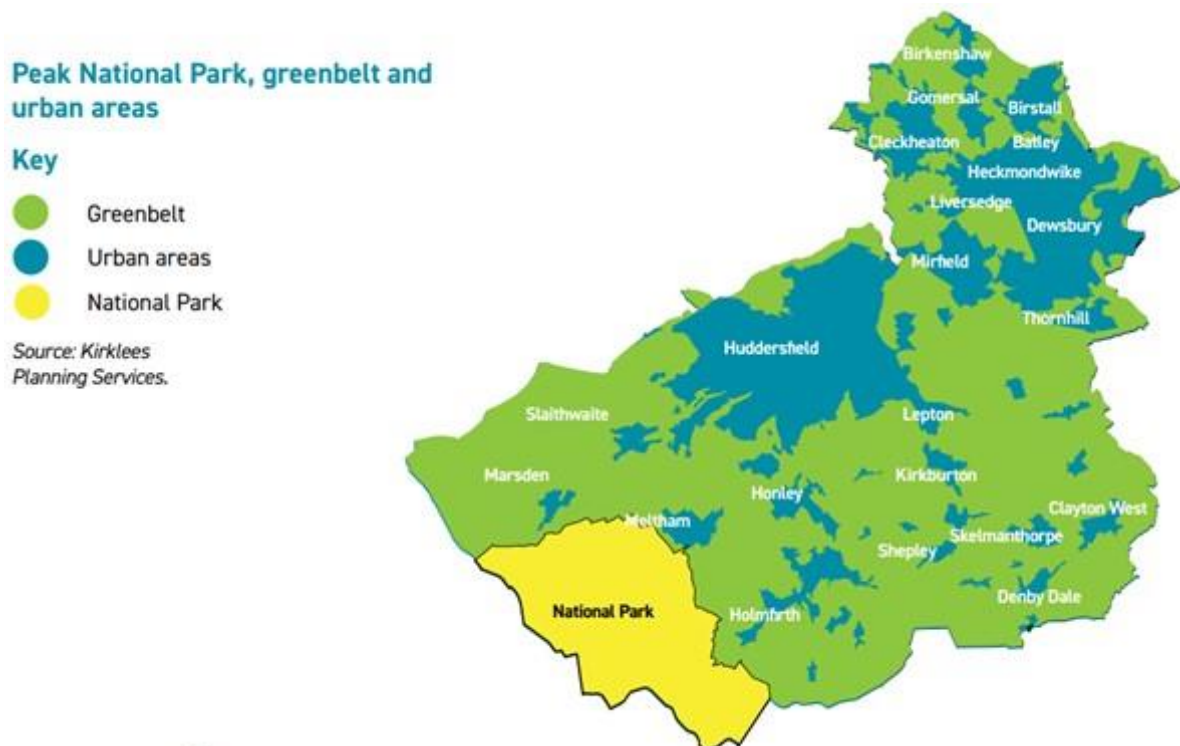 Peak National Park, greenbelt and
urban areas
Key
Greenbelt
Urban areas
National Park
Source: Kirklees
Planning Services.
Birkenshaw
Gomersal
Birstall
Cleckheaton
Batley
Heckmondwike
Liversedge
Dewsbury
Mirfield
Thornhill
Huddersfield
Slaithwaite
Lepton
Marsden
Kirkburton
Honley
Clayton West
Meltham
Skelmanthorpe
Shepley
Denby Dale
National Park
Holmfirth